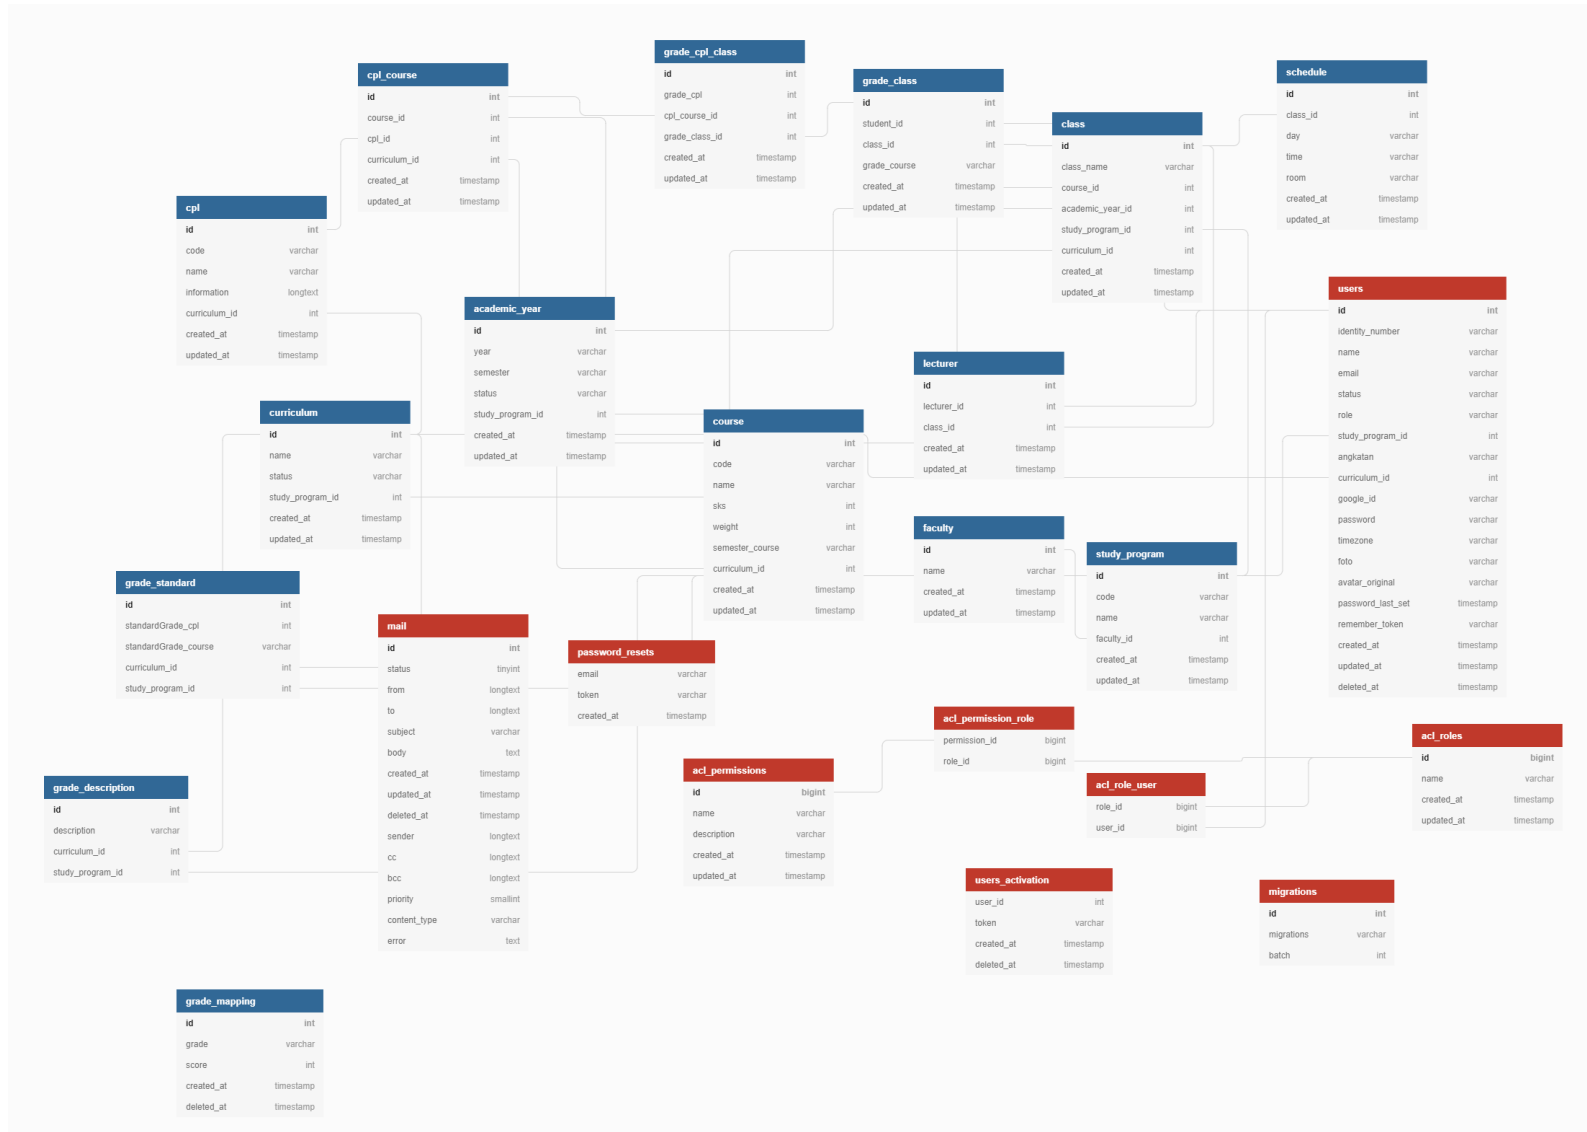 grade_cpl_class
id int
grade_cpl int
cpl_course_id int
grade_class_id int
created_at timestamp
updated_at timestamp
cpl_course
id int
course_id int
cpl_id int
curriculum_id int
created_at timestamp
updated_at timestamp
grade_class
id int
student_id int
class_id int
grade_course varchar
created_at timestamp
updated_at timestamp
schedule
id int
class_id int
day varchar
time varchar
room varchar
created_at timestamp
updated_at timestamp
class
id int
class_name varchar
course_id int
academic_year_id int
study_program_id int
curriculum_id int
created_at timestamp
updated_at timestamp
cpl
id int
code varchar
name varchar
information longtext
curriculum_id int
created_at timestamp
updated_at timestamp
academic_year
id int
year varchar
semester varchar
status varchar
study_program_id int
created_at timestamp
updated_at timestamp
users
id int
identity_number varchar
name varchar
email varchar
status varchar
role varchar
study_program_id int
angkatan varchar
curriculum_id int
google_id varchar
password varchar
timezone varchar
foto varchar
avatar_original varchar
password_last_set timestamp
remember_token varchar
created_at timestamp
updated_at timestamp
deleted_at timestamp
lecturer
id int
lecturer_id int
class_id int
created_at timestamp
updated_at timestamp
curriculum
id int
name varchar
status varchar
study_program_id int
created_at timestamp
updated_at timestamp
course
id int
code varchar
name varchar
sks int
weight int
semester_course varchar
curriculum_id int
created_at timestamp
updated_at timestamp
faculty
id int
name varchar
created_at timestamp
updated_at timestamp
study_program
id int
code varchar
name varchar
faculty_id int
created_at timestamp
updated_at timestamp
grade_standard
id int
standardGrade_cpl int
standardGrade_course varchar
curriculum_id int
study_program_id int
mail
id int
status tinyint
from longtext
to longtext
subject varchar
body text
created_at timestamp
updated_at timestamp
deleted_at timestamp
sender longtext
cc longtext
bcc longtext
priority smallint
content_type varchar
error text
password_resets
email varchar
token varchar
created_at timestamp
acl_permission_role
permission_id bigint
role_id bigint
acl_roles
id bigint
name varchar
created_at timestamp
updated_at timestamp
acl_permissions
id bigint
name varchar
description varchar
created_at timestamp
updated_at timestamp
acl_role_user
role_id bigint
user_id bigint
grade_description
id int
description varchar
curriculum_id int
study_program_id int
users_activation
user_id int
token varchar
created_at timestamp
deleted_at timestamp
migrations
id int
migrations varchar
batch int
grade_mapping
id int
grade varchar
score int
created_at timestamp
deleted_at timestamp